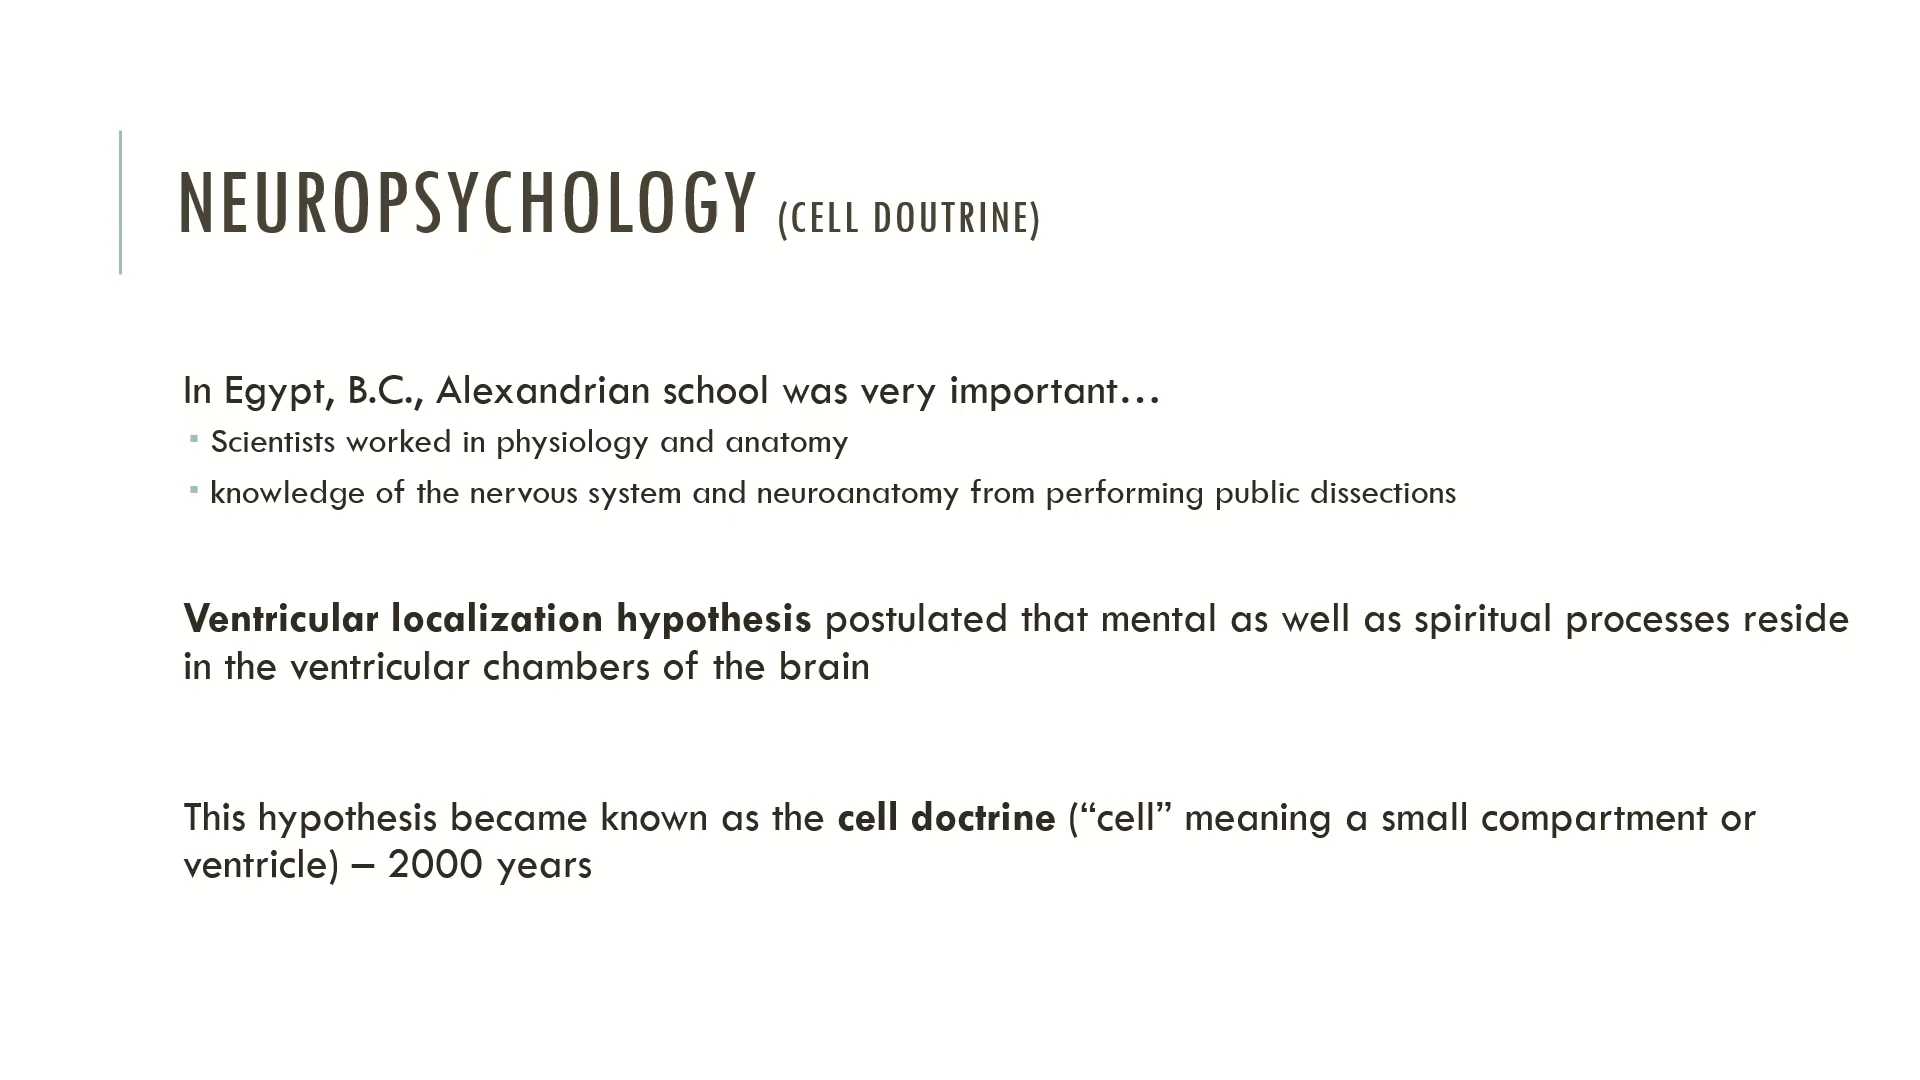 NEUROPSYCHOLOGY (CELL DOUTRINE)
In Egypt, B.C., Alexandrian school was very important…
▪ Scientists worked in physiology and anatomy
▪ knowledge of the nervous system and neuroanatomy from performing public dissections
Ventricular localization hypothesis postulated that mental as well as spiritual processes reside
in the ventricular chambers of the brain
This hypothesis became known as the cell doctrine (“cell” meaning a small compartment or
ventricle) – 2000 years